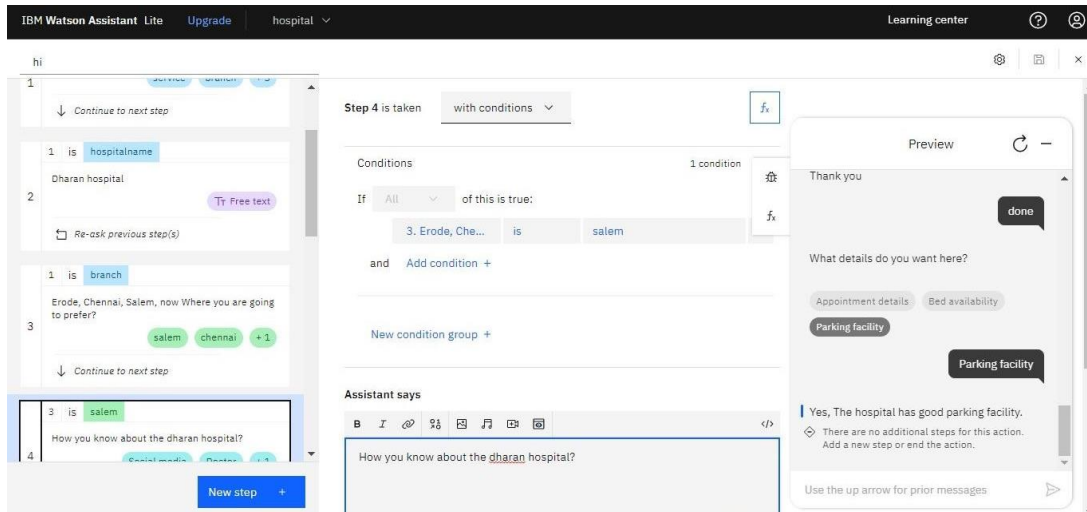 IBM Watson Assistant Lite Upgrade hospital Learning center
hi
1
service branch + 3
Continue to next step
1 is hospitalname
Dharan hospital
2
Free text
Re-ask previous step(s)
1 is branch
Erode, Chennai, Salem, now Where you are going
to prefer?
3
salem chennai + 1
Continue to next step
3 is salem
How you know about the dharan hospital?
4
Social media + 1
New step +
Step 4 is taken with conditions
fx
Conditions 1 condition
If All of this is true:
3. Erode, Che... is salem
and Add condition +
New condition group +
fx
Assistant says
B I </>
How you know about the dharan hospital?
Preview
Thank you
done
What details do you want here?
Appointment details Bed availability
Parking facility
Parking facility
Yes, The hospital has good parking facility.
There are no additional steps for this action.
Add a new step or end the action.
Use the up arrow for prior messages